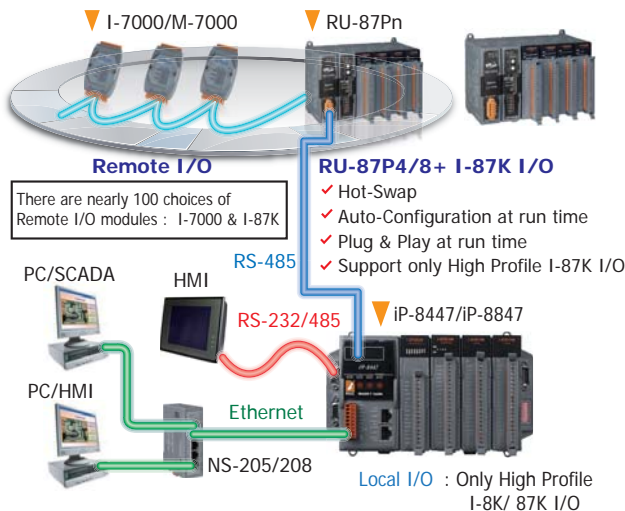 I-7000/M-7000
RU-87Pn
Remote I/O
There are nearly 100 choices of
Remote I/O modules : I-7000 & I-87K
RU-87P4/8+ I-87K I/O
Hot-Swap
Auto-Configuration at run time
Plug & Play at run time
Support only High Profile I-87K I/O
RS-485
PC/SCADA
HMI
iP-8447/iP-8847
RS-232/485
iP-8447
PC/HMI
Ethernet
NS-205/208
Local I/O : Only High Profile
I-8K/ 87K I/O